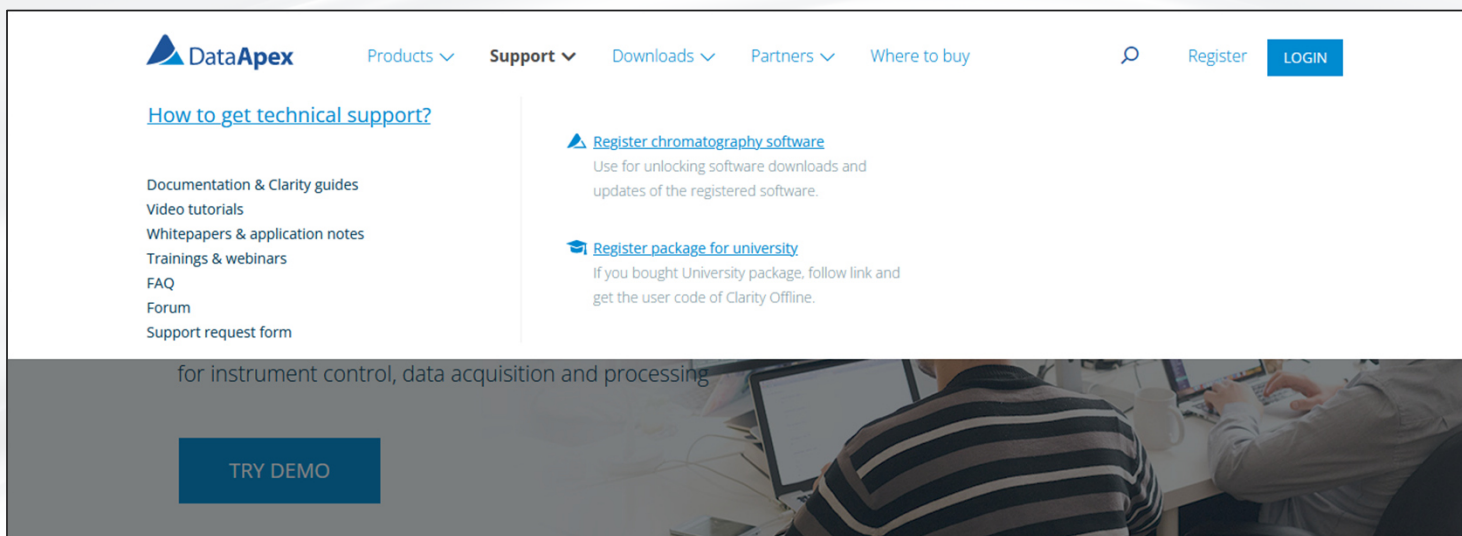 DataApex Products Support Downloads Partners Where to buy Register LOGIN
How to get technical support?
Documentation & Clarity guides
Video tutorials
Whitepapers & application notes
Trainings & webinars
FAQ
Forum
Support request form
Register chromatography software
Use for unlocking software downloads and
updates of the registered software.
Register package for university
If you bought University package, follow link and
get the user code of Clarity Offline.
for instrument control, data acquisition and processing
TRY DEMO